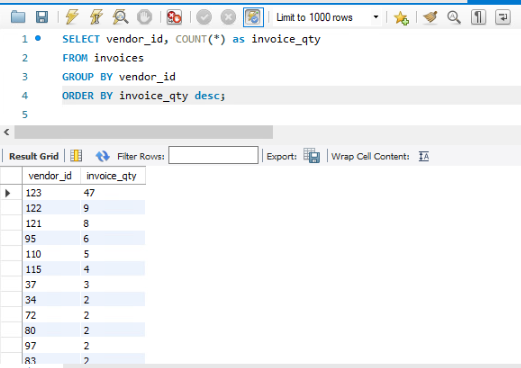 Limit to 1000 rows
1 SELECT vendor_id, COUNT(*) as invoice_qty
2 FROM invoices
3 GROUP BY vendor_id
4 ORDER BY invoice_qty desc;
5
Result Grid Filter Rows: Export: Wrap Cell Content: IA
vendor_id invoice_qty
123 47
122 9
121 8
95 6
110 5
115 4
37 3
34 2
72 2
80 2
97 2
83 2